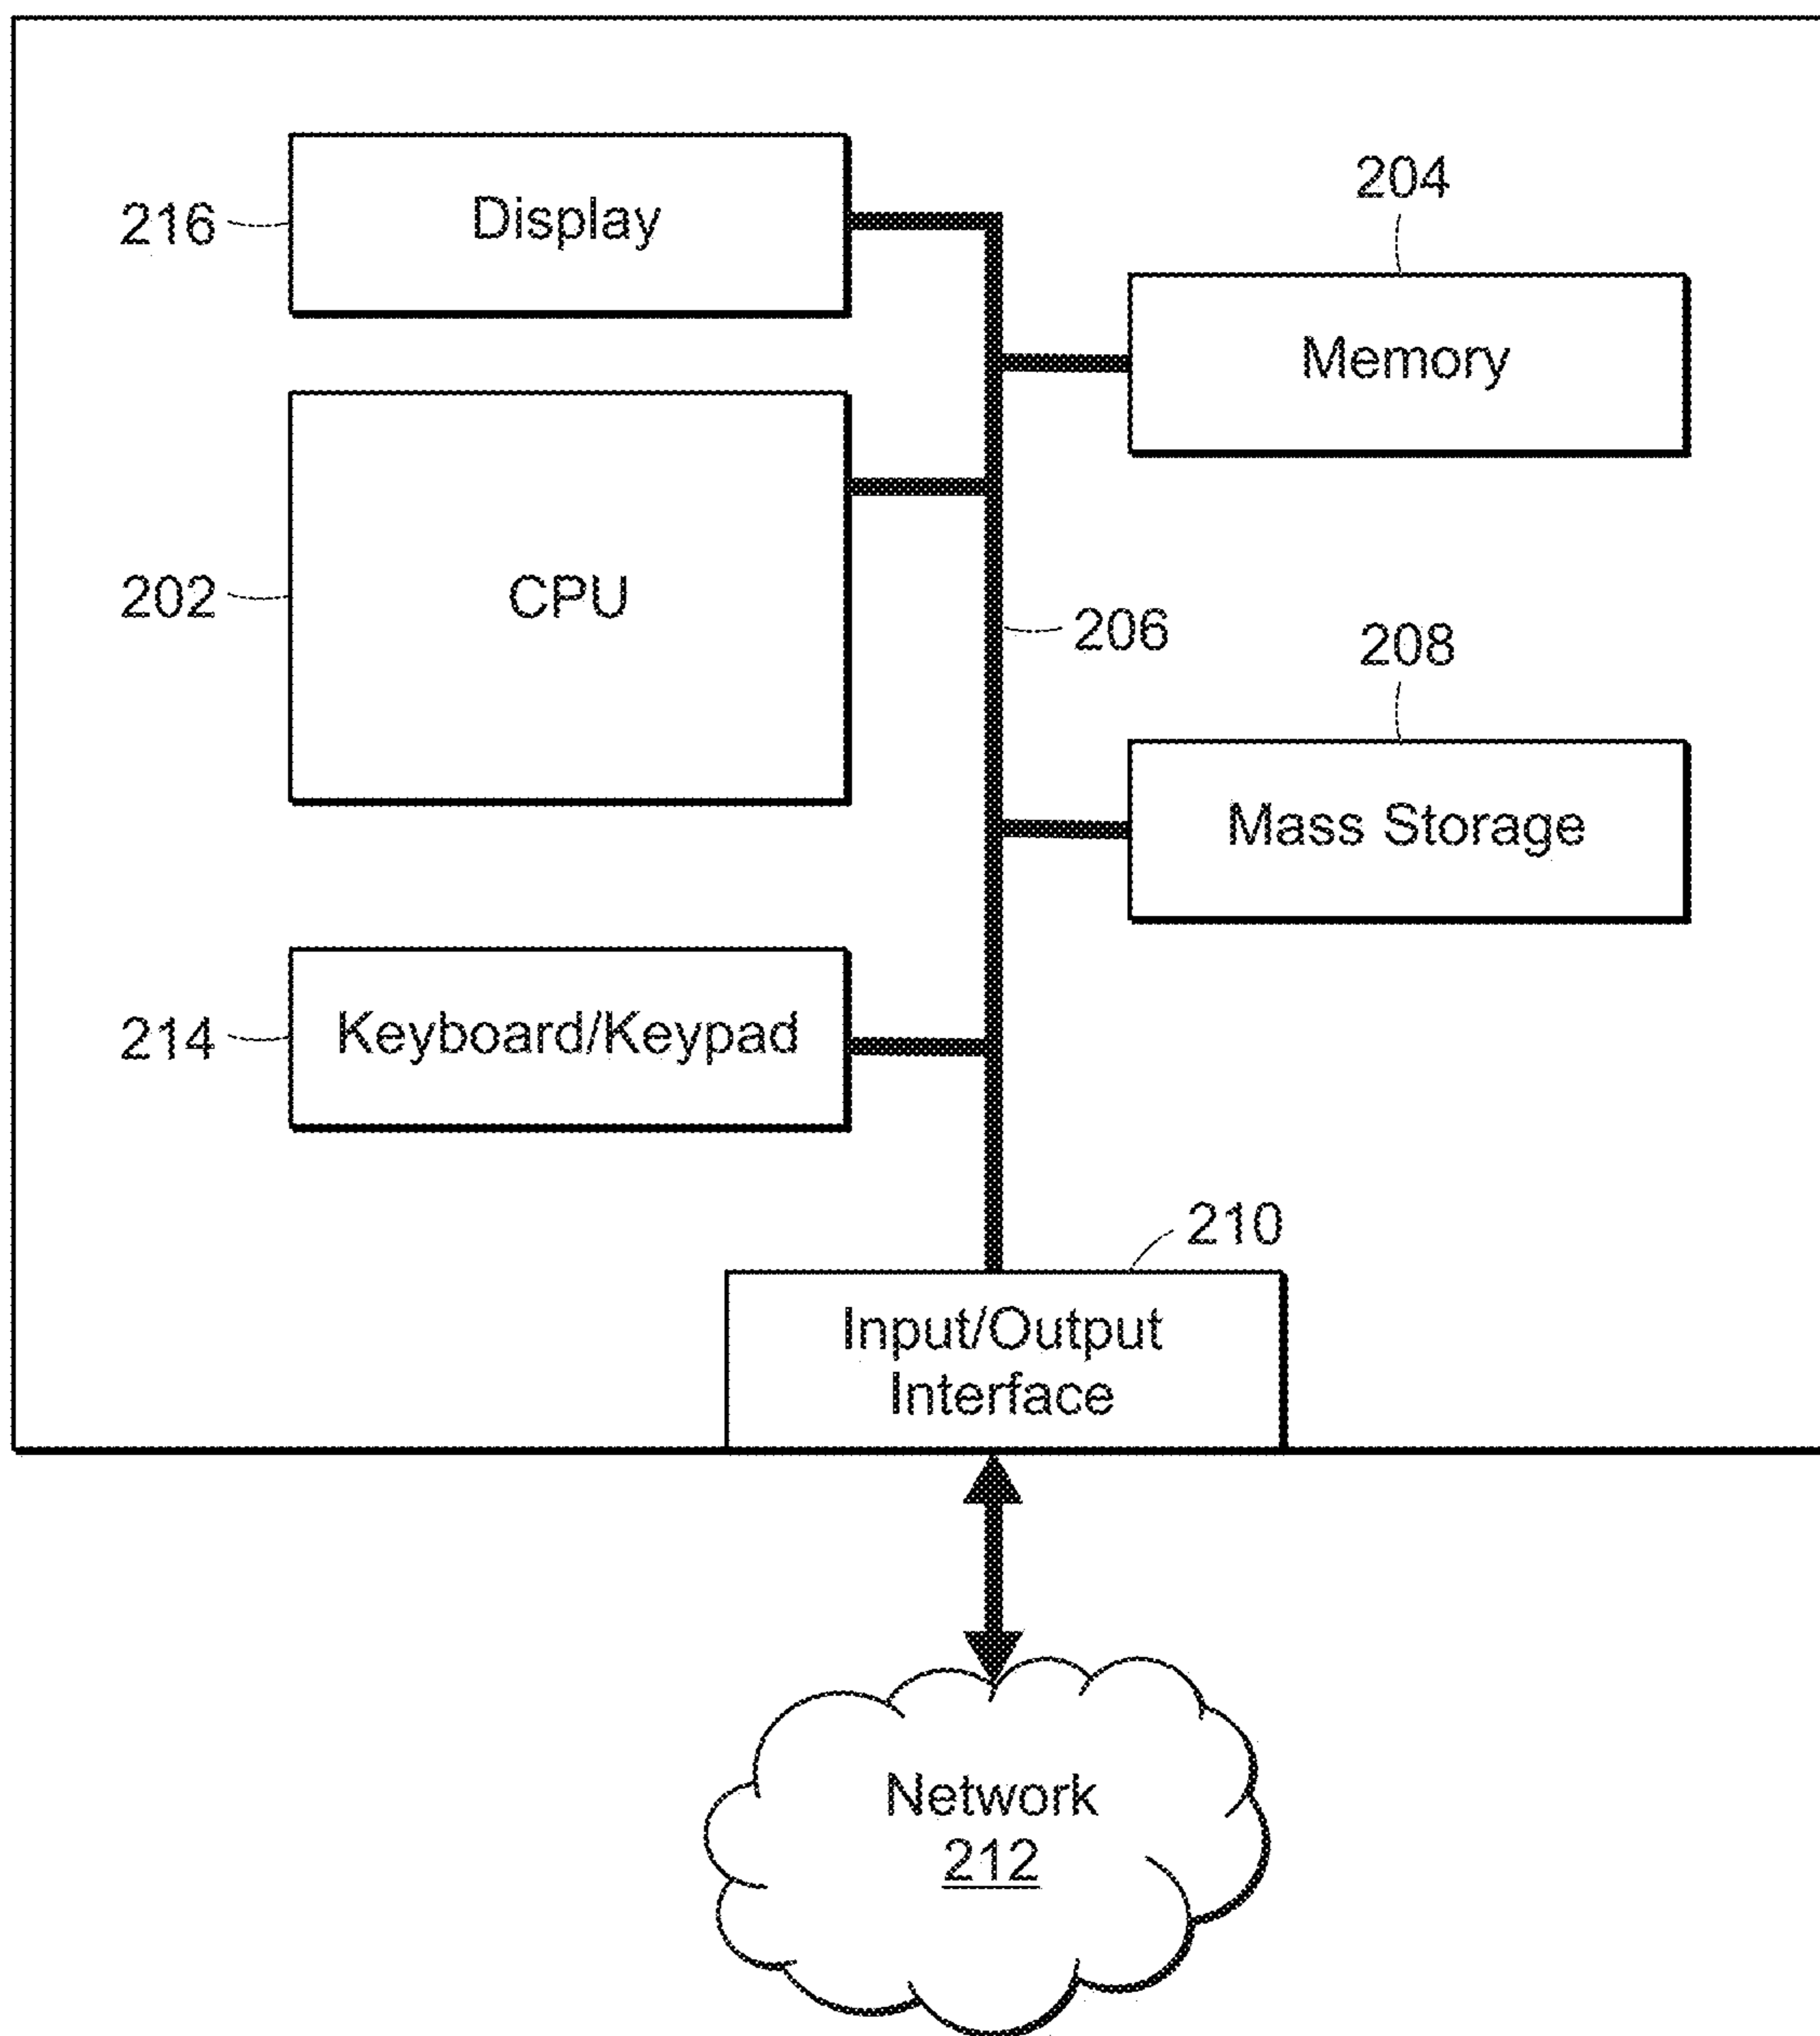 204
216
Display
Memory
202
CPU
206
208
Mass Storage
214
Keyboard/Keypad
210
Input/Output
Interface
Network
212